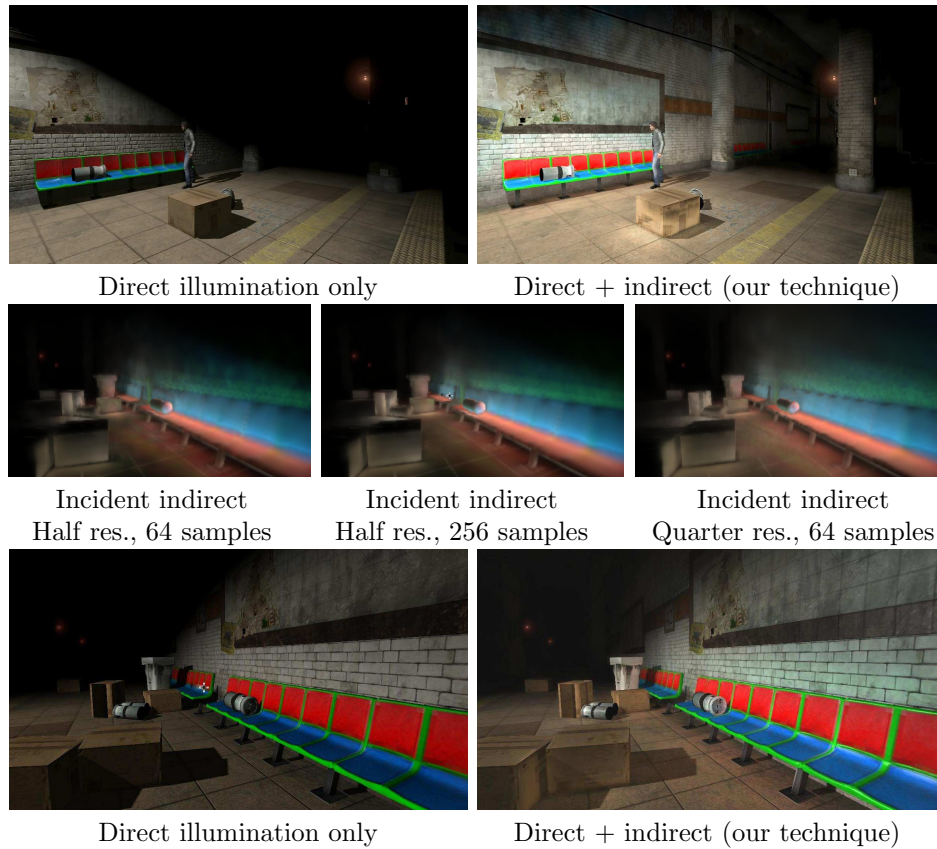 Direct illumination only
Direct + indirect (our technique)
Incident indirect
Half res., 64 samples
Incident indirect
Half res., 256 samples
Incident indirect
Quarter res., 64 samples
Direct illumination only
Direct + indirect (our technique)